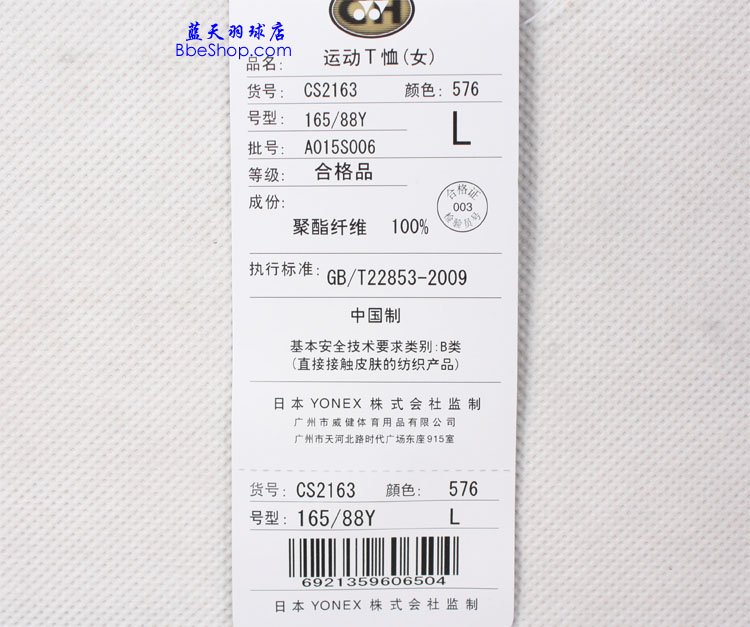 蓝天羽球店
BbeShop.com
品名: 运动T恤(女)
货号: CS2163 颜色: 576
号型: 165/88Y L
批号: A015S006
等级: 合格品
成份:
合格证
003
检验员号
聚酯纤维 100%
执行标准: GB/T22853-2009
中国制
基本安全技术要求类别:B类
(直接接触皮肤的纺织产品)
日本 YONEX 株式会社监制
广州市威健体育用品有限公司
广州市天河北路时代广场东座915室
货号: CS2163 顔色: 576
号型: 165/88Y L
6921359606504
日本 YONEX 株式会社监制